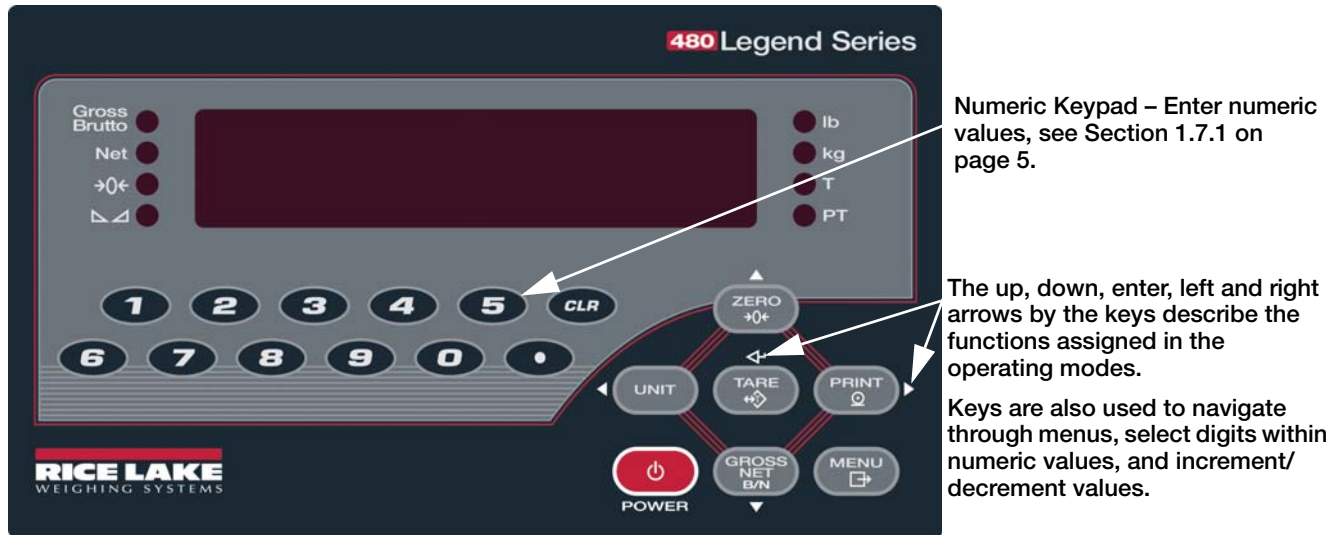 480 Legend Series
Gross
Brutto
Net
→0←
lb
kg
T
PT
1 2 3 4 5 CLR
6 7 8 9 0 •
ZERO
→0←
UNIT
TARE
T
PRINT
GROSS
NET
B/N
MENU
POWER
RICE LAKE
WEIGHING SYSTEMS
Numeric Keypad – Enter numeric
values, see Section 1.7.1 on
page 5.
The up, down, enter, left and right
arrows by the keys describe the
functions assigned in the
operating modes.
Keys are also used to navigate
through menus, select digits within
numeric values, and increment/
decrement values.